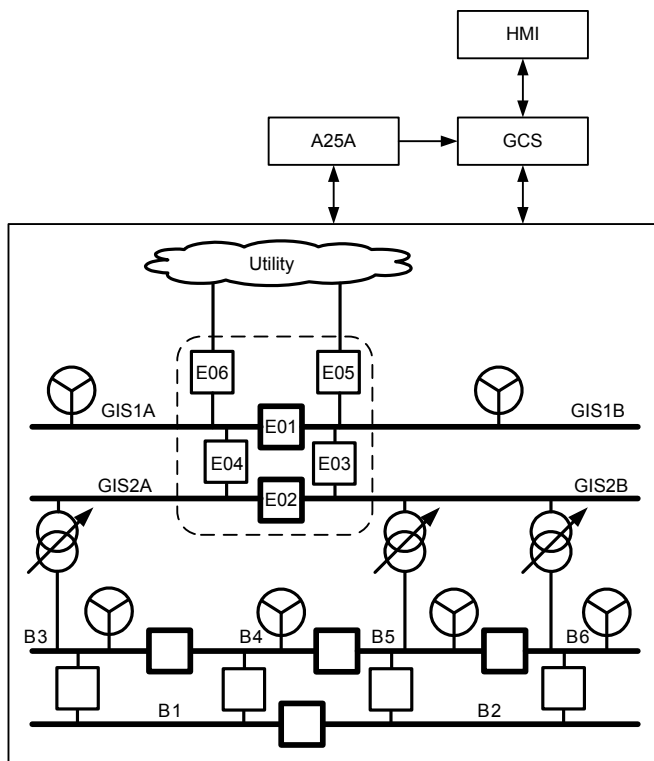 HMI
A25A
GCS
Utility
E06
E05
GIS1A
E01
GIS1B
E04
E03
GIS2A
E02
GIS2B
B3
B4
B5
B6
B1
B2